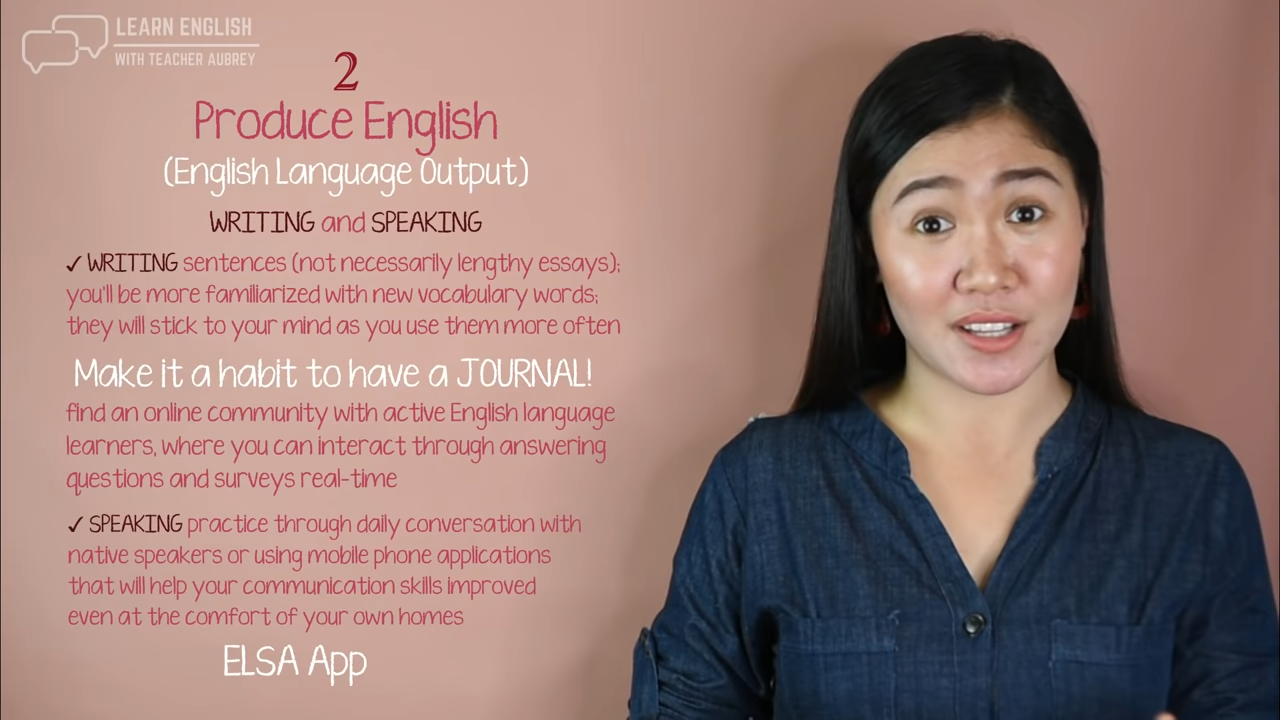 LEARN ENGLISH
WITH TEACHER AUBREY
2
Produce English
(English Language Output)
WRITING and SPEAKING
✓ WRITING sentences (not necessarily lengthy essays);
you'll be more familiarized with new vocabulary words;
they will stick to your mind as you use them more often
Make it a habit to have a JOURNAL!
find an online community with active English language
learners, where you can interact through answering
questions and surveys real-time
✓ SPEAKING practice through daily conversation with
native speakers or using mobile phone applications
that will help your communication skills improved
even at the comfort of your own homes
ELSA App